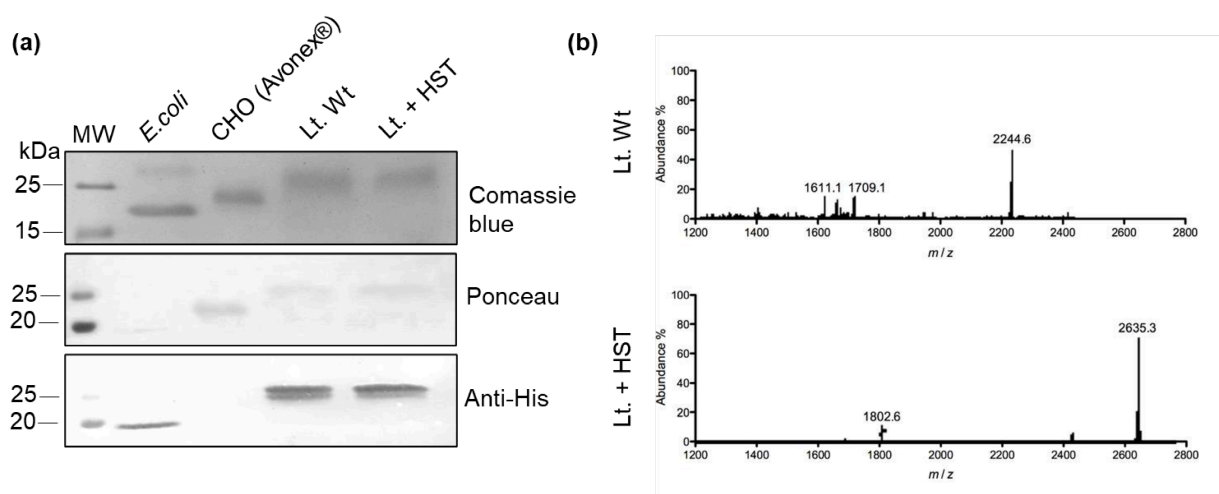 (a)
E.coli
CHO (Avonex®)
Lt. Wt
Lt. + HST
MW
kDa
25
15
Comassie
blue
25
20
Ponceau
25
20
Anti-His
(b)
Lt. Wt
Abundance %
100
80
60
40
20
0
2244.6
1611.1
1709.1
1200 1400 1600 1800 2000 2200 2400 2600 2800
m / z
Lt. + HST
Abundance %
100
80
60
40
20
0
2635.3
1802.6
1200 1400 1600 1800 2000 2200 2400 2600 2800
m / z